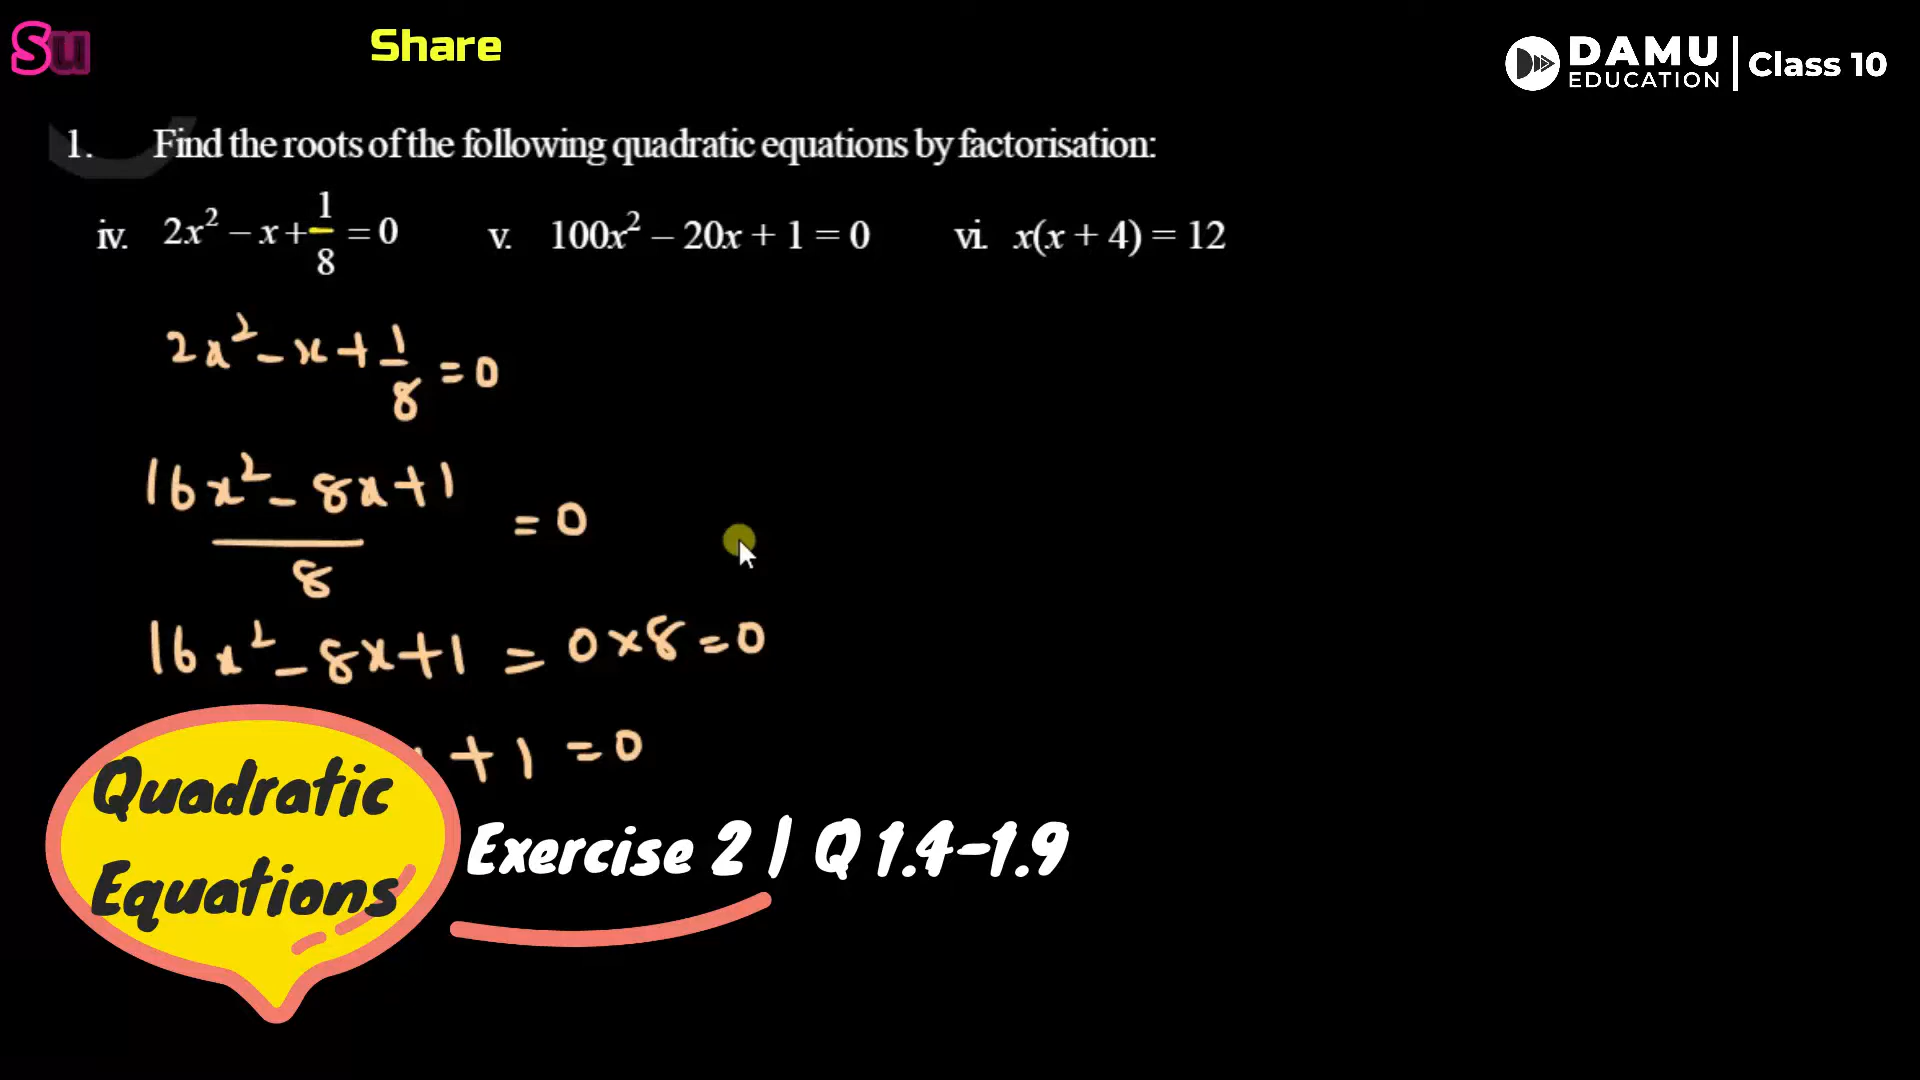 Su
Share
DAMU
EDUCATION
Class 10
1. Find the roots of the following quadratic equations by factorisation:
iv. 2x² – x + 1/8 = 0 v. 100x² – 20x + 1 = 0 vi. x(x + 4) = 12
2x² - x + 1/8 = 0
16x² - 8x + 1 / 8 = 0
16x² - 8x + 1 = 0 × 8 = 0
+ 1 = 0
Quadratic
Equations
Exercise 2 | Q 1.4-1.9